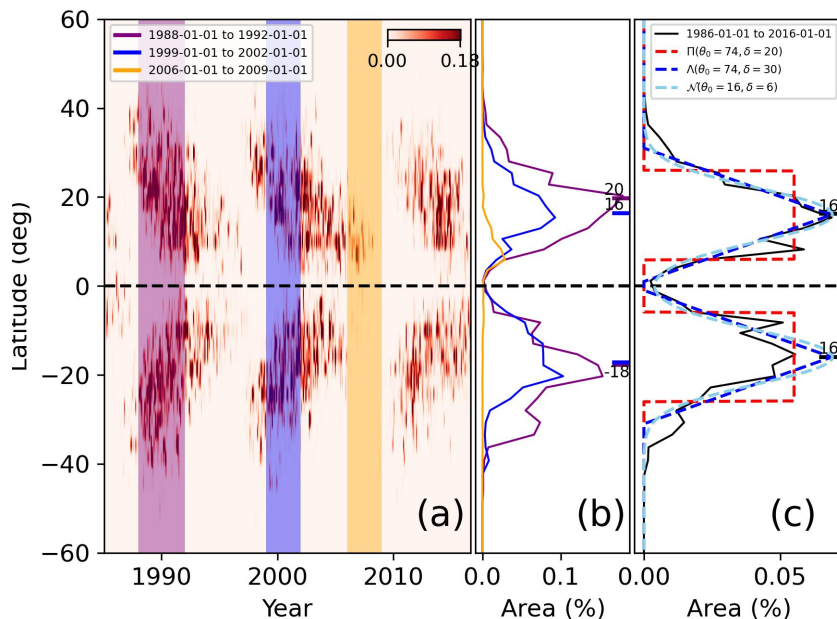 60
40
20
0
−20
−40
−60
Latitude (deg)
1988-01-01 to 1992-01-01
1999-01-01 to 2002-01-01
2006-01-01 to 2009-01-01
0.00 0.18
(a)
1990 2000 2010
Year
20
16
-18
(b)
0.0 0.1
Area (%)
1986-01-01 to 2016-01-01
Π(θ₀ = 74, δ = 20)
Λ(θ₀ = 74, δ = 30)
𝒩(θ₀ = 16, δ = 6)
16
16
(c)
0.00 0.05
Area (%)